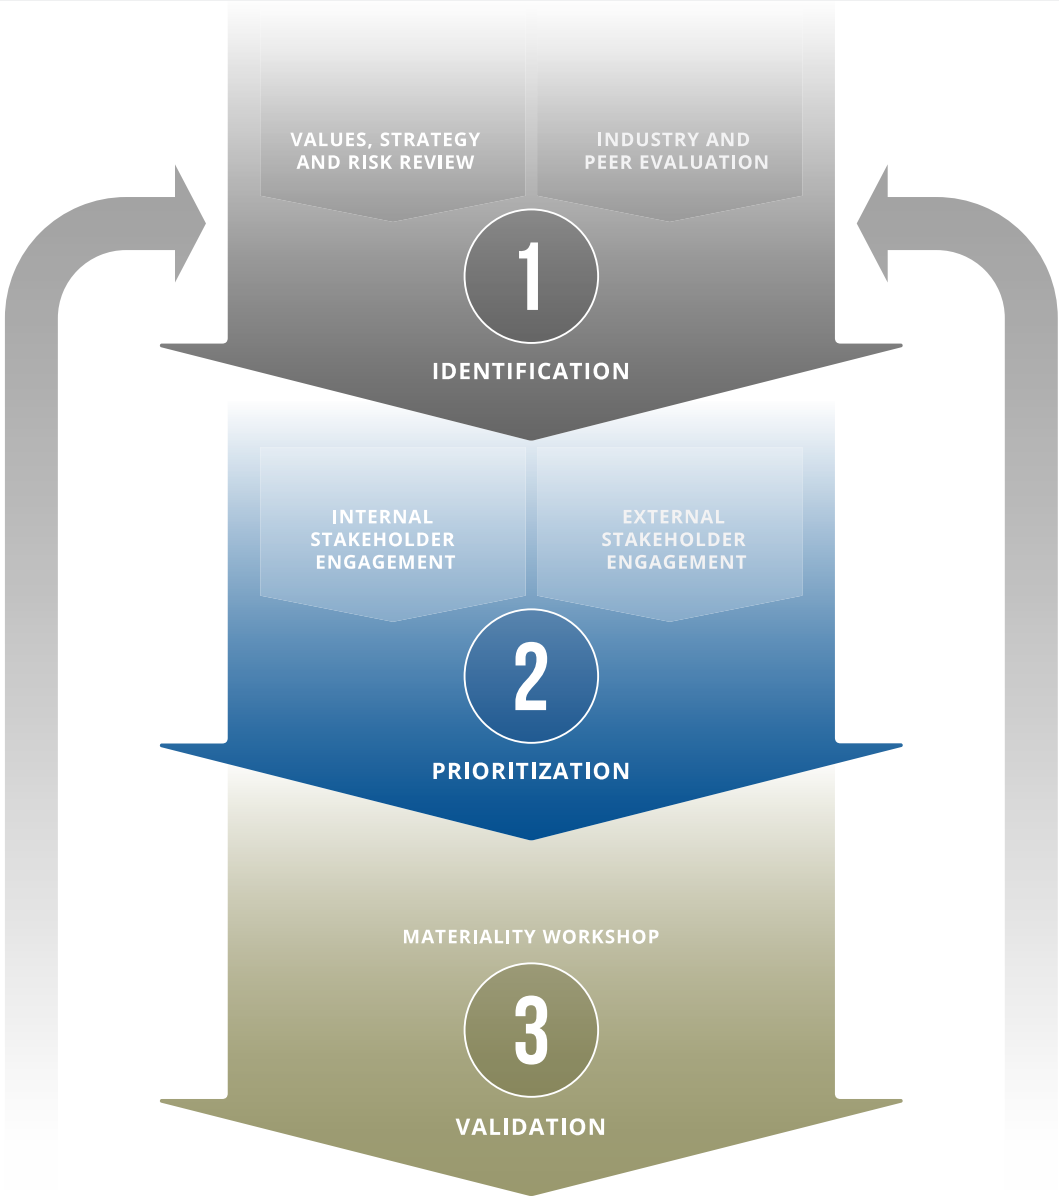 VALUES, STRATEGY
AND RISK REVIEW
INDUSTRY AND
PEER EVALUATION
1
IDENTIFICATION
INTERNAL
STAKEHOLDER
ENGAGEMENT
EXTERNAL
STAKEHOLDER
ENGAGEMENT
2
PRIORITIZATION
MATERIALITY WORKSHOP
3
VALIDATION